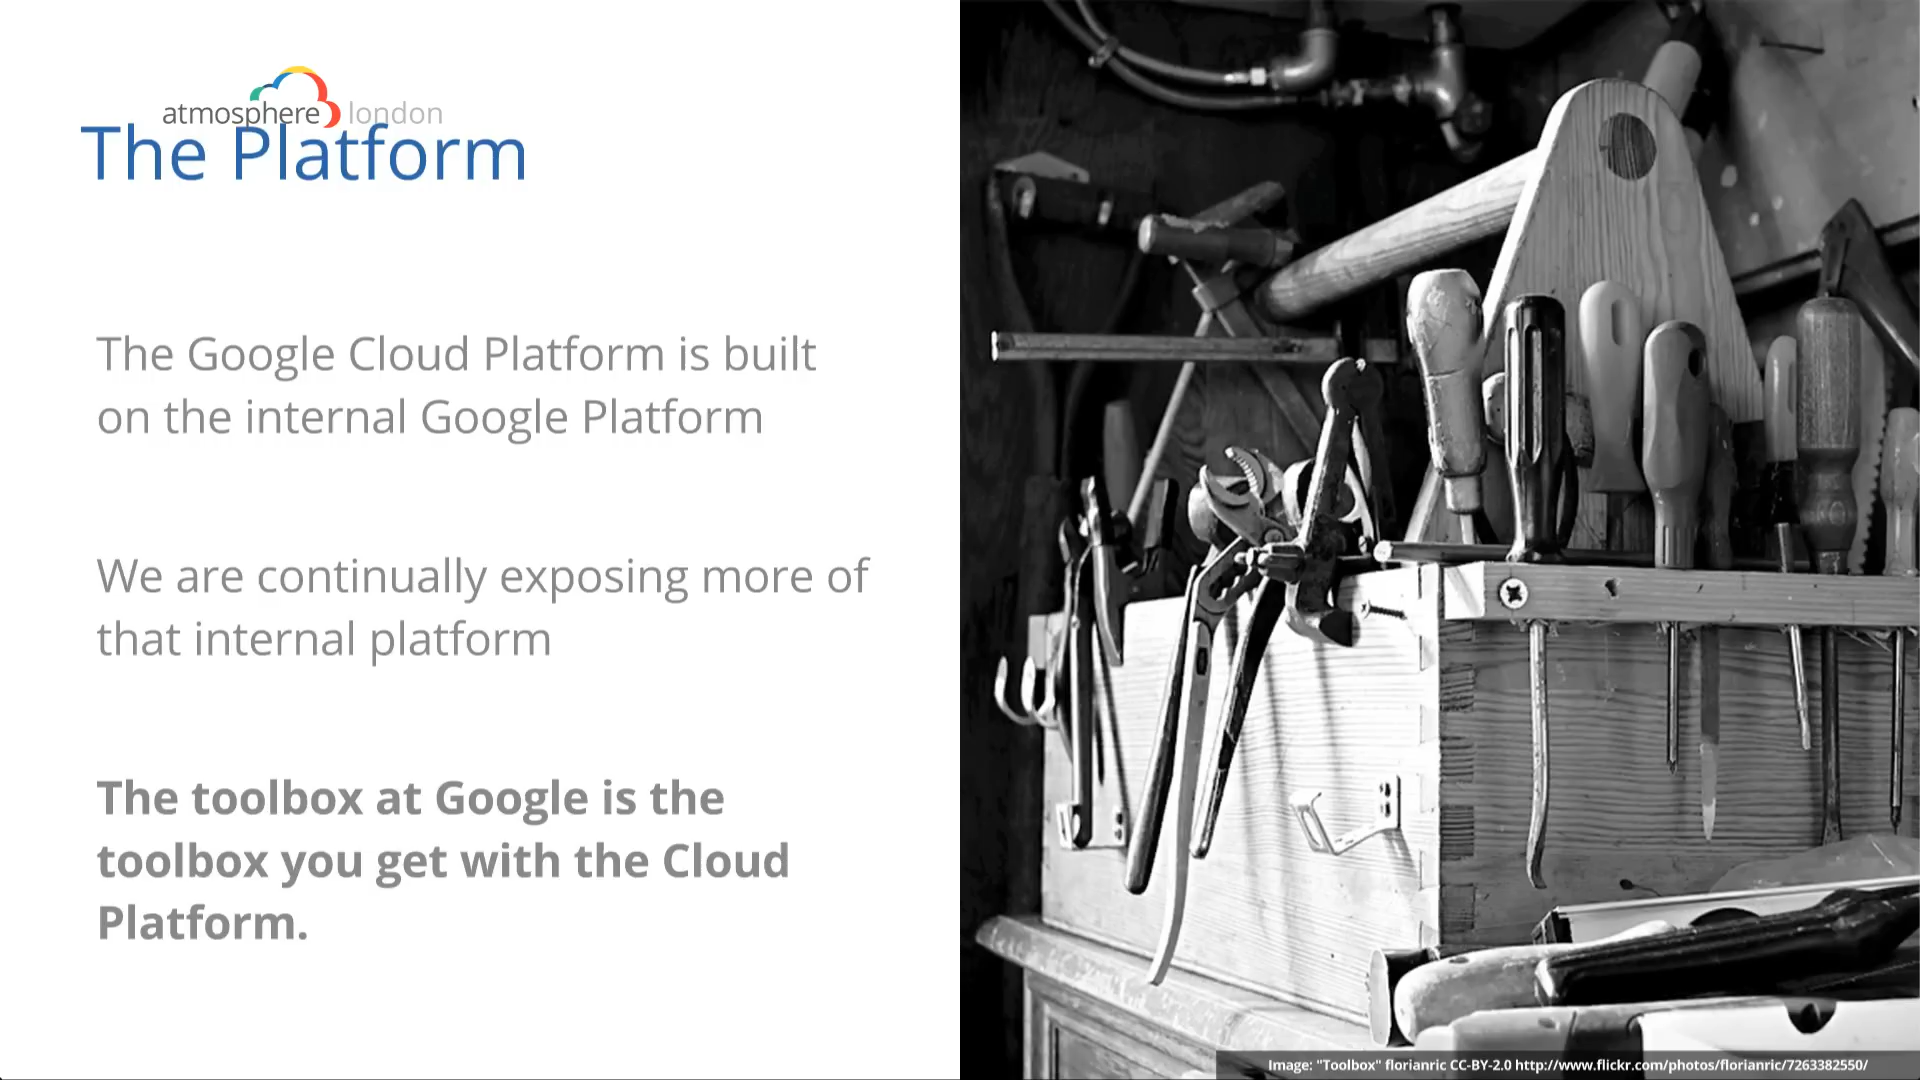 atmosphere london
The Platform
The Google Cloud Platform is built
on the internal Google Platform
We are continually exposing more of
that internal platform
The toolbox at Google is the
toolbox you get with the Cloud
Platform.
Image: "Toolbox" florianric CC-BY-2.0 http://www.flickr.com/photos/florianric/7263382550/